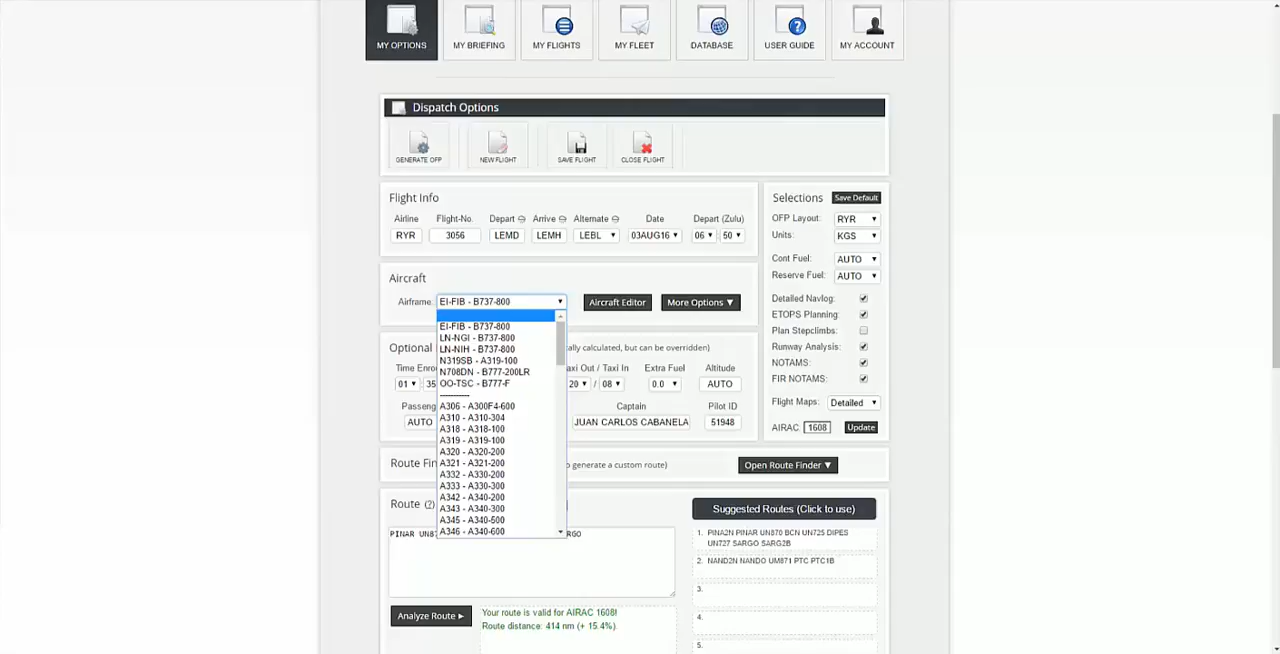 MY OPTIONS MY BRIEFING MY FLIGHTS MY FLEET DATABASE USER GUIDE MY ACCOUNT
Dispatch Options
GENERATE OFP NEW FLIGHT SAVE FLIGHT CLOSE FLIGHT
Flight Info
Airline Flight-No. Depart Arrive Alternate Date Depart (Zulu)
RYR 3056 LEMD LEMH LEBL 03AUG16 06 50
Aircraft
Airframe: EI-FIB - B737-800 Aircraft Editor More Options ▼
EI-FIB - B737-800
LN-NGI - B737-800
LN-NIH - B737-800
N319SB - A319-100
N708DN - B777-200LR
OO-TSC - B777-F
------------
A306 - A300F4-600
A310 - A310-304
A318 - A318-100
A319 - A319-100
A320 - A320-200
A321 - A321-200
A332 - A330-200
A333 - A330-300
A342 - A340-200
A343 - A340-300
A345 - A340-500
A346 - A340-600
Optional cally calculated, but can be overridden)
Time Enro axi Out / Taxi In Extra Fuel Altitude
01 35 20 / 08 0.0 AUTO
Passeng Captain Pilot ID
AUTO JUAN CARLOS CABANELA 51948
Route Fin o generate a custom route) Open Route Finder ▼
Route (?)
PINAR UN87 RGO
Analyze Route ►
Your route is valid for AIRAC 1608!
Route distance: 414 nm (+ 15.4%).
Selections Save Default
OFP Layout: RYR
Units: KGS
Cont Fuel: AUTO
Reserve Fuel: AUTO
Detailed Navlog:
ETOPS Planning:
Plan Stepclimbs:
Runway Analysis:
NOTAMS:
FIR NOTAMS:
Flight Maps: Detailed
AIRAC: 1608 Update
Suggested Routes (Click to use)
1. PINA2N PINAR UN870 BCN UN725 DIPES
UN727 SARGO SARG2B
2. NAND2N NANDO UM871 PTC PTC1B
3.
4.
5.